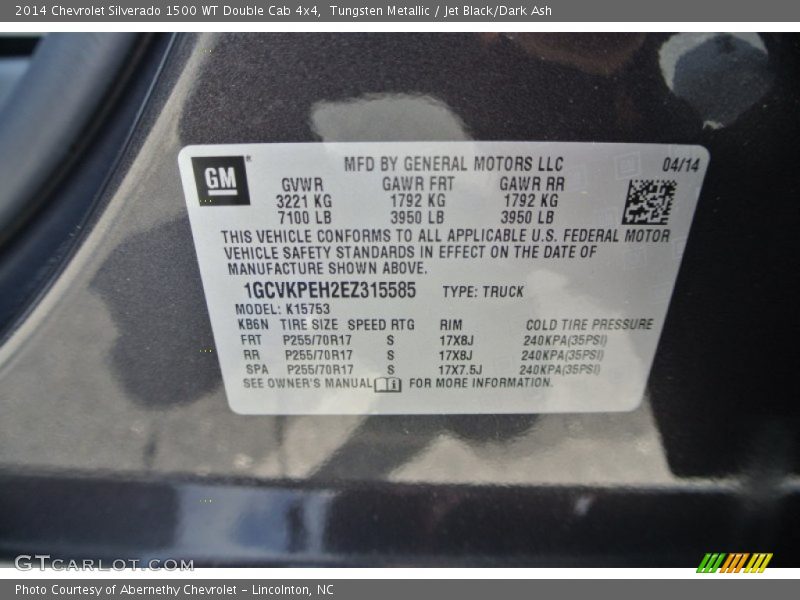 2014 Chevrolet Silverado 1500 WT Double Cab 4x4, Tungsten Metallic / Jet Black/Dark Ash
GM
MFD BY GENERAL MOTORS LLC 04/14
GVWR GAWR FRT GAWR RR
3221 KG 1792 KG 1792 KG
7100 LB 3950 LB 3950 LB
THIS VEHICLE CONFORMS TO ALL APPLICABLE U.S. FEDERAL MOTOR
VEHICLE SAFETY STANDARDS IN EFFECT ON THE DATE OF
MANUFACTURE SHOWN ABOVE.
1GCVKPEH2EZ315585 TYPE: TRUCK
MODEL: K15753
KB6N TIRE SIZE SPEED RTG RIM COLD TIRE PRESSURE
FRT P255/70R17 S 17X8J 240KPA(35PSI)
RR P255/70R17 S 17X8J 240KPA(35PSI)
SPA P255/70R17 S 17X7.5J 240KPA(35PSI)
SEE OWNER'S MANUAL FOR MORE INFORMATION.
GTCARLOT.COM
Photo Courtesy of Abernethy Chevrolet – Lincolnton, NC